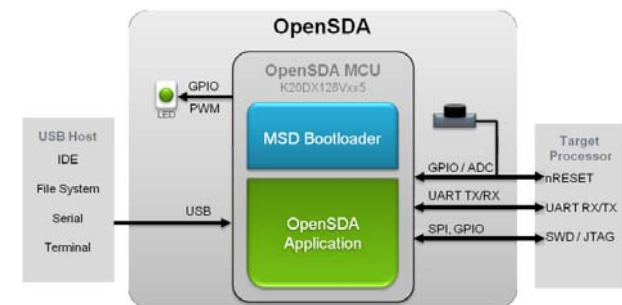 OpenSDA
OpenSDA MCU
K20DX128Vxx5
GPIO
PWM
LED
MSD Bootloader
USB Host
IDE
File System
Serial
Terminal
USB
OpenSDA
Application
GPIO / ADC
UART TX/RX
SPI, GPIO
Target
Processor
nRESET
UART RX/TX
SWD / JTAG